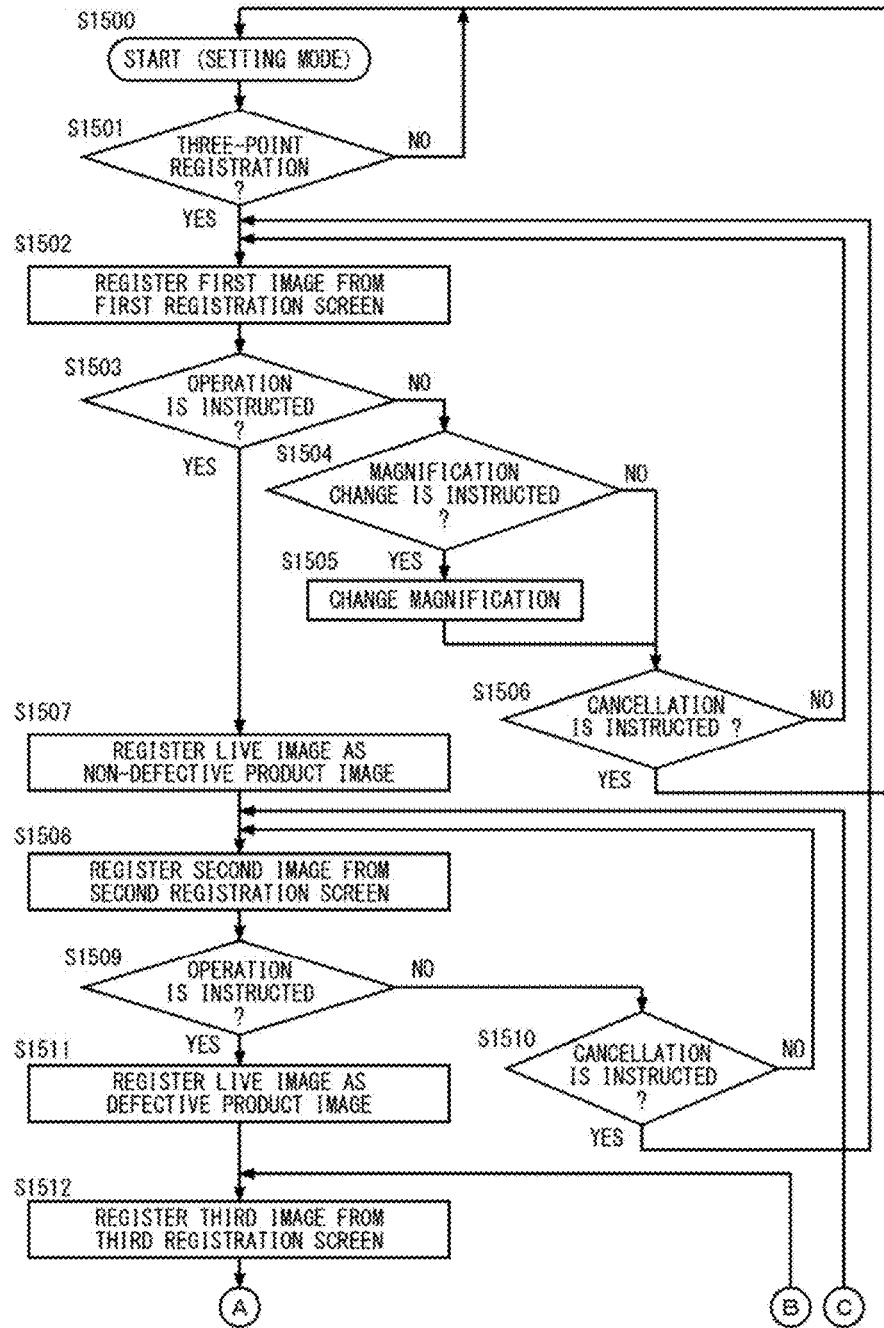 S1500
START (SETTING MODE)
S1501
THREE-POINT
REGISTRATION
?
NO
YES
S1502
REGISTER FIRST IMAGE FROM
FIRST REGISTRATION SCREEN
S1503
OPERATION
IS INSTRUCTED
?
NO
YES
S1504
MAGNIFICATION
CHANGE IS INSTRUCTED
?
NO
YES
S1505
CHANGE MAGNIFICATION
S1506
CANCELLATION
IS INSTRUCTED ?
NO
YES
S1507
REGISTER LIVE IMAGE AS
NON-DEFECTIVE PRODUCT IMAGE
S1508
REGISTER SECOND IMAGE FROM
SECOND REGISTRATION SCREEN
S1509
OPERATION
IS INSTRUCTED
?
NO
YES
S1510
CANCELLATION
IS INSTRUCTED
?
NO
YES
S1511
REGISTER LIVE IMAGE AS
DEFECTIVE PRODUCT IMAGE
S1512
REGISTER THIRD IMAGE FROM
THIRD REGISTRATION SCREEN
A
B
C